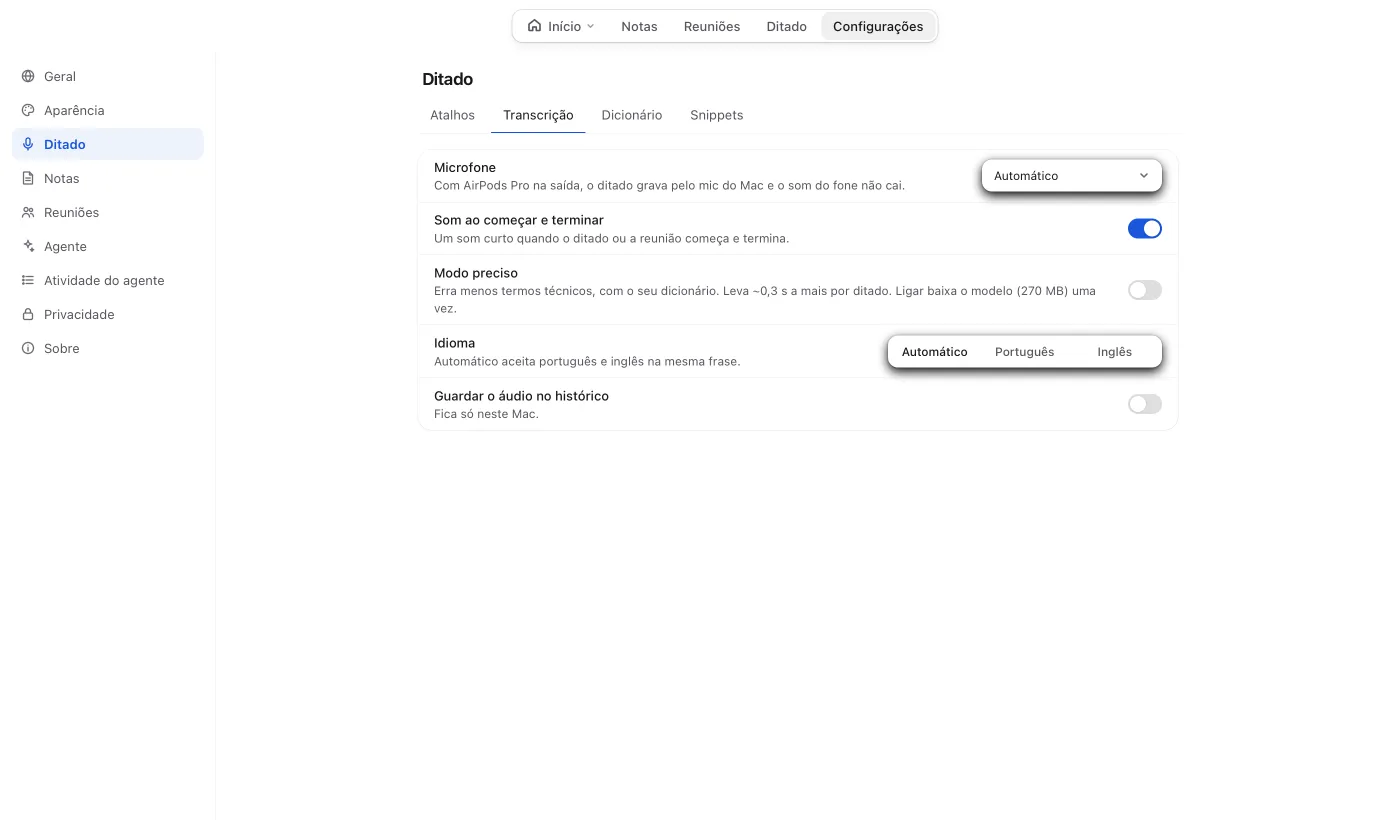 Início
Notas
Reuniões
Ditado
Configurações
Geral
Aparência
Ditado
Notas
Reuniões
Agente
Atividade do agente
Privacidade
Sobre
Ditado
Atalhos
Transcrição
Dicionário
Snippets
Microfone
Com AirPods Pro na saída, o ditado grava pelo mic do Mac e o som do fone não cai.
Automático
Som ao começar e terminar
Um som curto quando o ditado ou a reunião começa e termina.
Modo preciso
Erra menos termos técnicos, com o seu dicionário. Leva ~0,3 s a mais por ditado. Ligar baixa o modelo (270 MB) uma
vez.
Idioma
Automático aceita português e inglês na mesma frase.
Automático
Português
Inglês
Guardar o áudio no histórico
Fica só neste Mac.